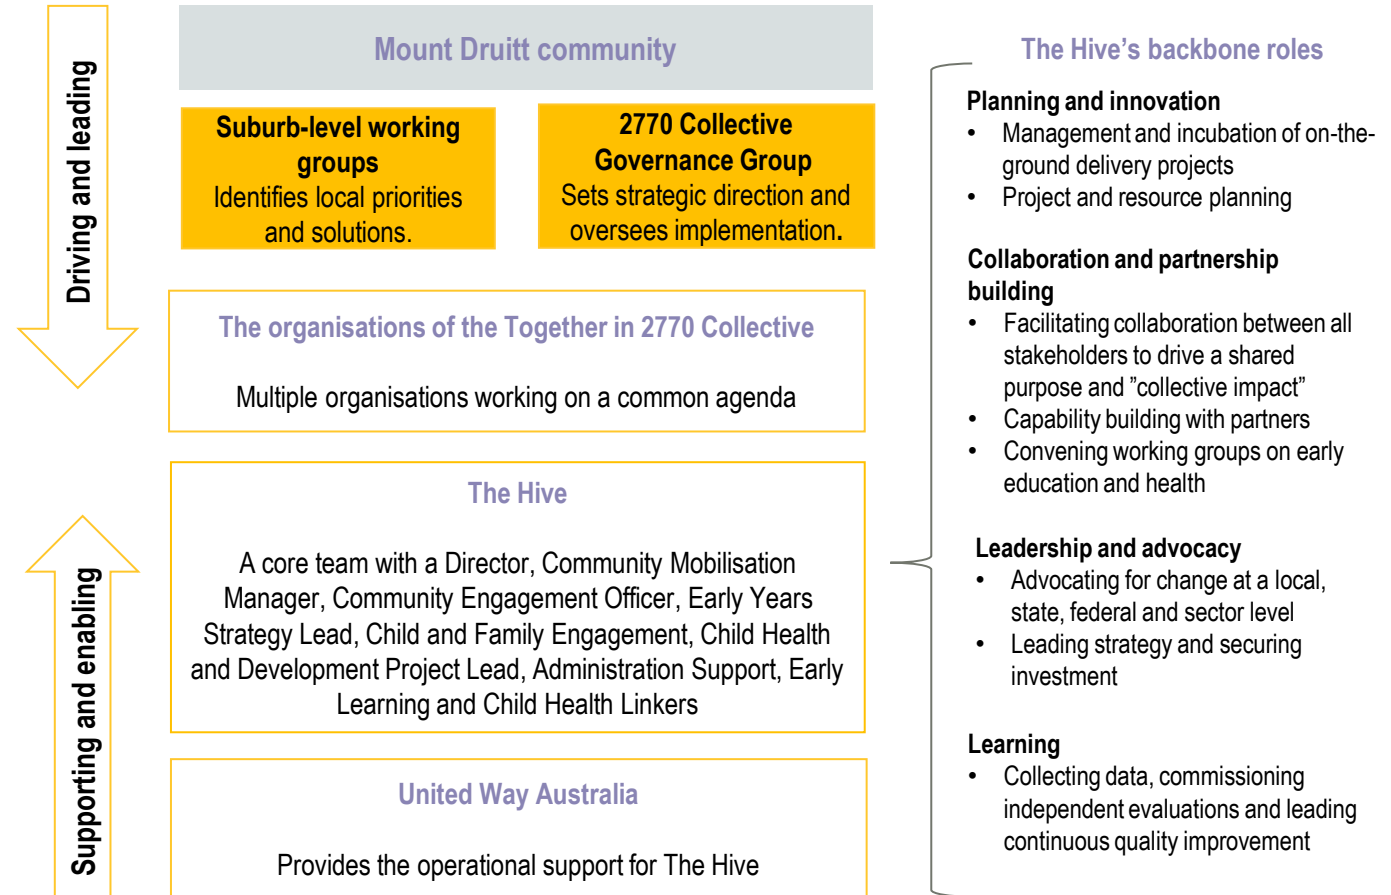 Driving and leading
Mount Druitt community
Suburb-level working
groups
Identifies local priorities
and solutions.
2770 Collective
Governance Group
Sets strategic direction and
oversees implementation.
The organisations of the Together in 2770 Collective
Multiple organisations working on a common agenda
Supporting and enabling
The Hive
A core team with a Director, Community Mobilisation
Manager, Community Engagement Officer, Early Years
Strategy Lead, Child and Family Engagement, Child Health
and Development Project Lead, Administration Support, Early
Learning and Child Health Linkers
United Way Australia
Provides the operational support for The Hive
The Hive’s backbone roles
Planning and innovation
• Management and incubation of on-the-
ground delivery projects
• Project and resource planning
Collaboration and partnership
building
• Facilitating collaboration between all
stakeholders to drive a shared
purpose and ”collective impact”
• Capability building with partners
• Convening working groups on early
education and health
Leadership and advocacy
• Advocating for change at a local,
state, federal and sector level
• Leading strategy and securing
investment
Learning
• Collecting data, commissioning
independent evaluations and leading
continuous quality improvement